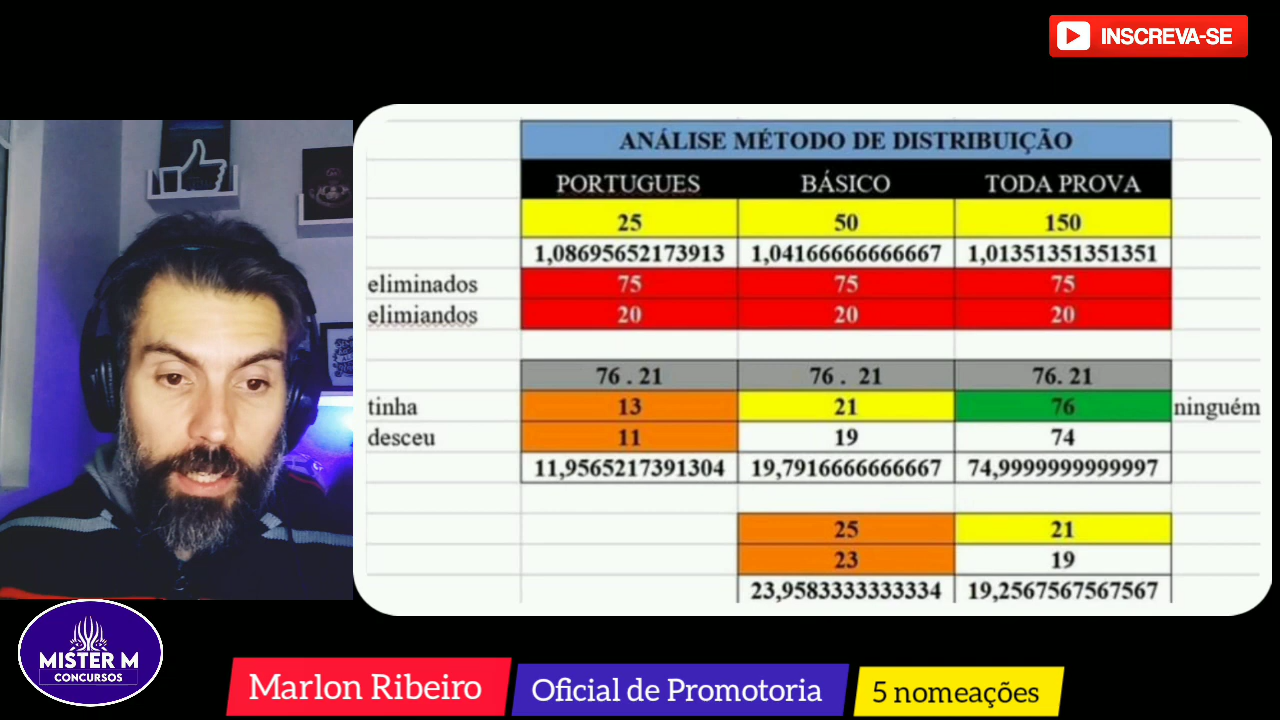 INSCREVA-SE
ANÁLISE MÉTODO DE DISTRIBUIÇÃO
PORTUGUES BÁSICO TODA PROVA
25 50 150
1,08695652173913 1,04166666666667 1,01351351351351
eliminados 75 75 75
elimiandos 20 20 20
76 . 21 76 . 21 76. 21
tinha 13 21 76 ninguém
desceu 11 19 74
11,9565217391304 19,7916666666667 74,9999999999997
25 21
23 19
23,9583333333334 19,2567567567567
MISTER M
CONCURSOS
Marlon Ribeiro Oficial de Promotoria 5 nomeações